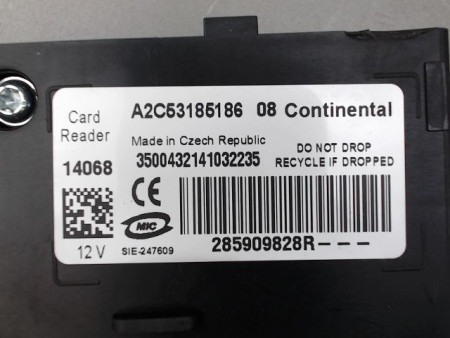 Card Reader
A2C53185186 08 Continental
Made in Czech Republic
14068
3500432141032235
DO NOT DROP
RECYCLE IF DROPPED
CE
MIC
12 V
SIE-247609
285909828R---